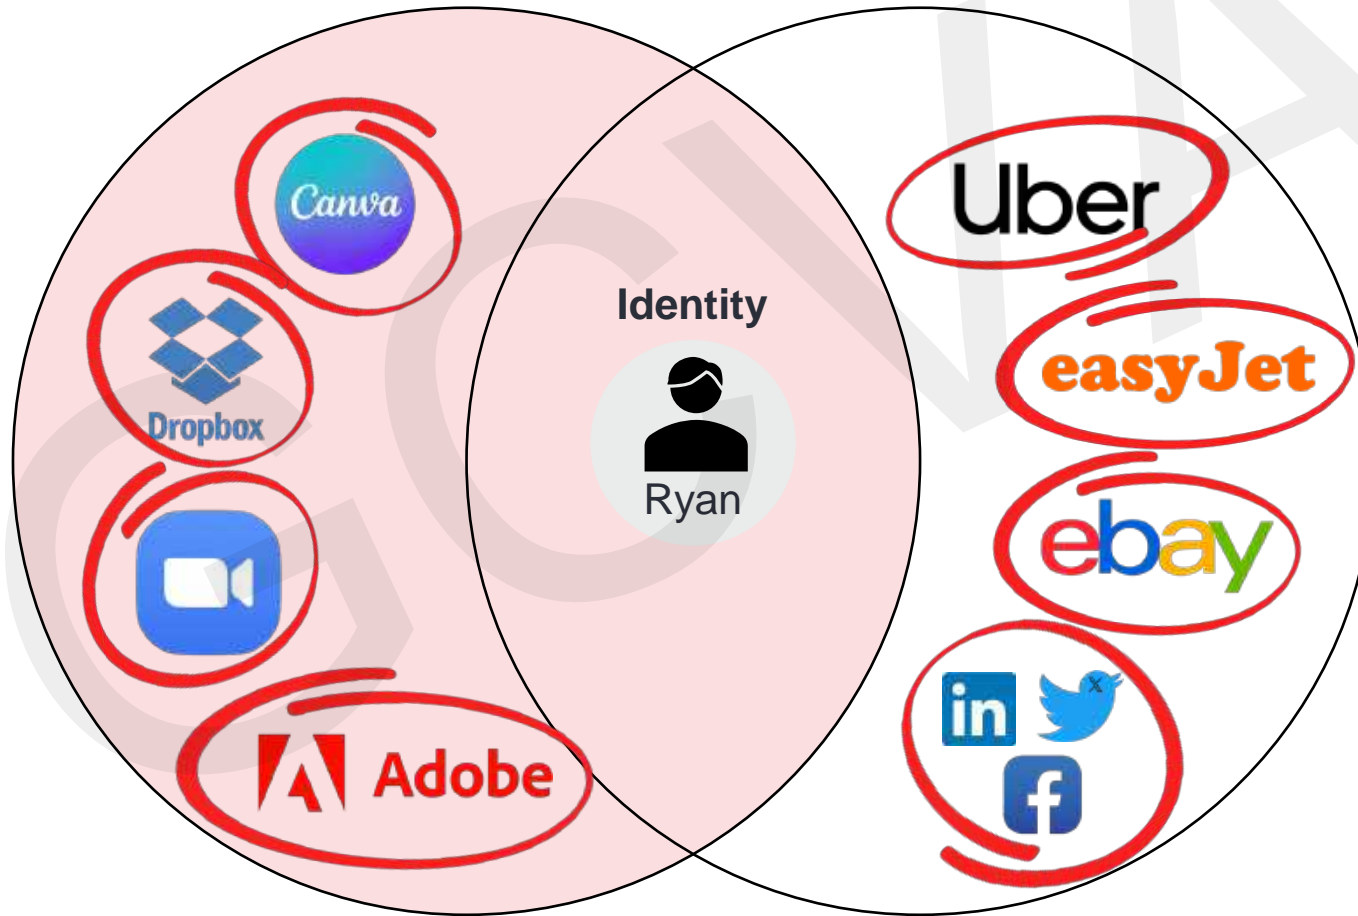 Canva
Uber
Identity
easyJet
Dropbox
Ryan
ebay
in
X
f
Adobe